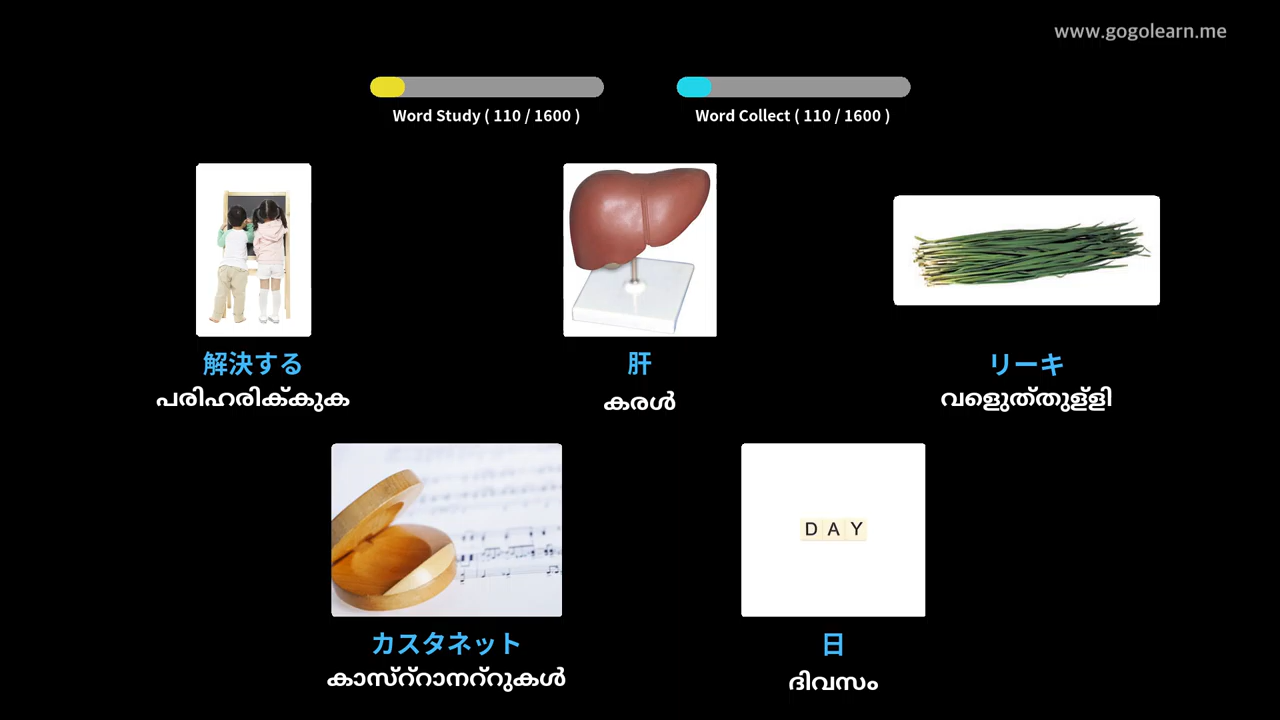 www.gogolearn.me
Word Study ( 110 / 1600 )
Word Collect ( 110 / 1600 )
解決する
പരിഹരിക്കുക
肝
കരൾ
リーキ
വെളുത്തുള്ളി
カスタネット
കാസ്റ്റാനറ്റുകൾ
DAY
日
ദിവസം